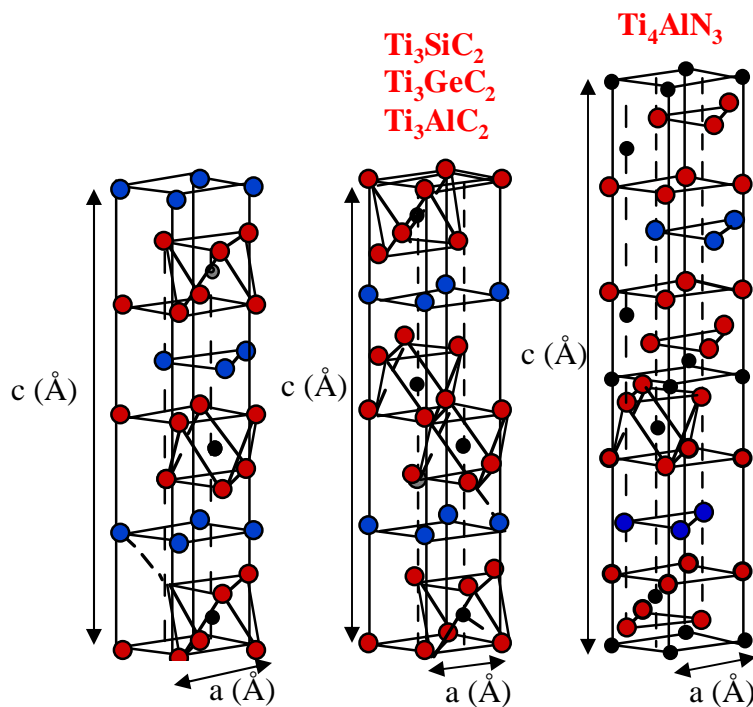 Ti₃SiC₂
Ti₃GeC₂
Ti₃AlC₂
Ti₄AlN₃
c (Å)
c (Å)
c (Å)
a (Å)
a (Å)
a (Å)